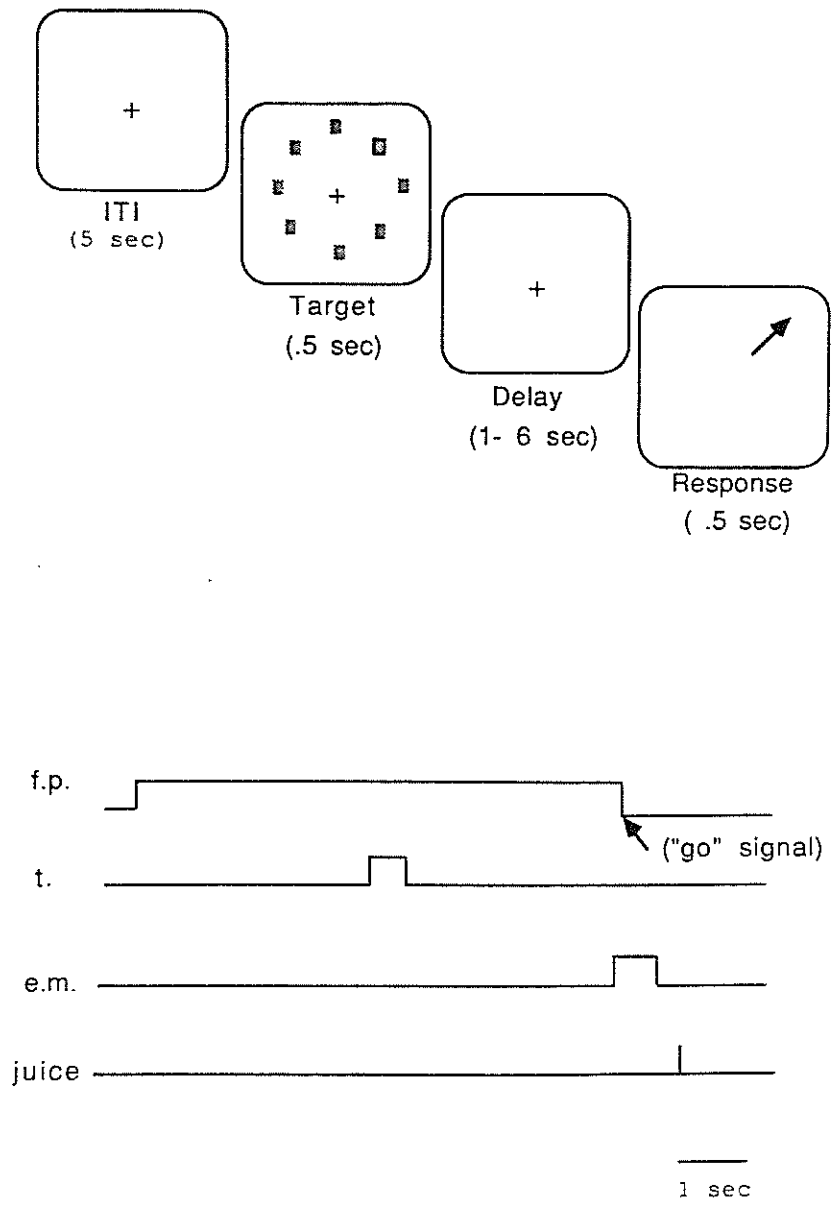 ITI
(5 sec)
Target
(.5 sec)
Delay
(1- 6 sec)
Response
( .5 sec)
f.p.
("go" signal)
t.
e.m.
juice
1 sec